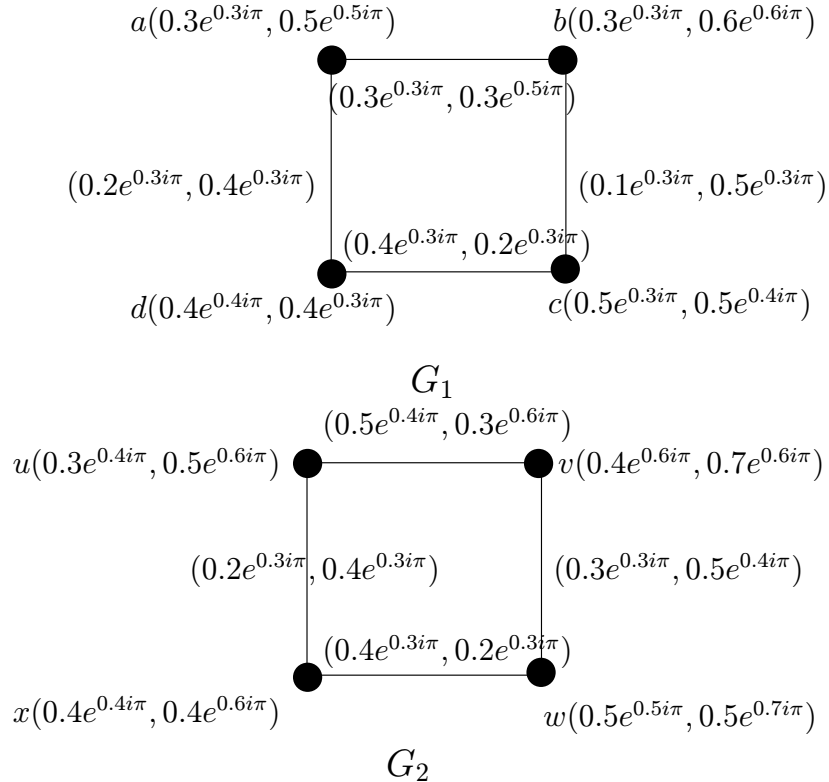 a(0.3e^{0.3iπ}, 0.5e^{0.5iπ}) b(0.3e^{0.3iπ}, 0.6e^{0.6iπ})
(0.3e^{0.3iπ}, 0.3e^{0.5iπ})
(0.2e^{0.3iπ}, 0.4e^{0.3iπ}) (0.1e^{0.3iπ}, 0.5e^{0.3iπ})
(0.4e^{0.3iπ}, 0.2e^{0.3iπ})
d(0.4e^{0.4iπ}, 0.4e^{0.3iπ}) c(0.5e^{0.3iπ}, 0.5e^{0.4iπ})
G_1
(0.5e^{0.4iπ}, 0.3e^{0.6iπ})
u(0.3e^{0.4iπ}, 0.5e^{0.6iπ}) v(0.4e^{0.6iπ}, 0.7e^{0.6iπ})
(0.2e^{0.3iπ}, 0.4e^{0.3iπ}) (0.3e^{0.3iπ}, 0.5e^{0.4iπ})
(0.4e^{0.3iπ}, 0.2e^{0.3iπ})
x(0.4e^{0.4iπ}, 0.4e^{0.6iπ}) w(0.5e^{0.5iπ}, 0.5e^{0.7iπ})
G_2